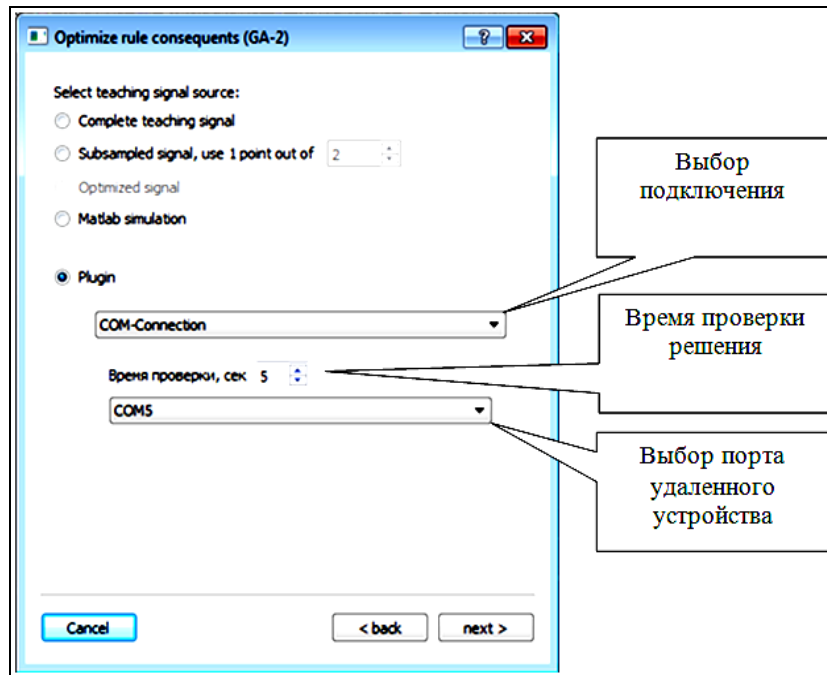 Optimize rule consequents (GA-2)
Select teaching signal source:
Complete teaching signal
Subsampled signal, use 1 point out of 2
Optimized signal
Matlab simulation
Plugin
COM-Connection
Время проверки, сек 5
COM5
Cancel
< back
next >
Выбор
подключения
Время проверки
решения
Выбор порта
удаленного
устройства